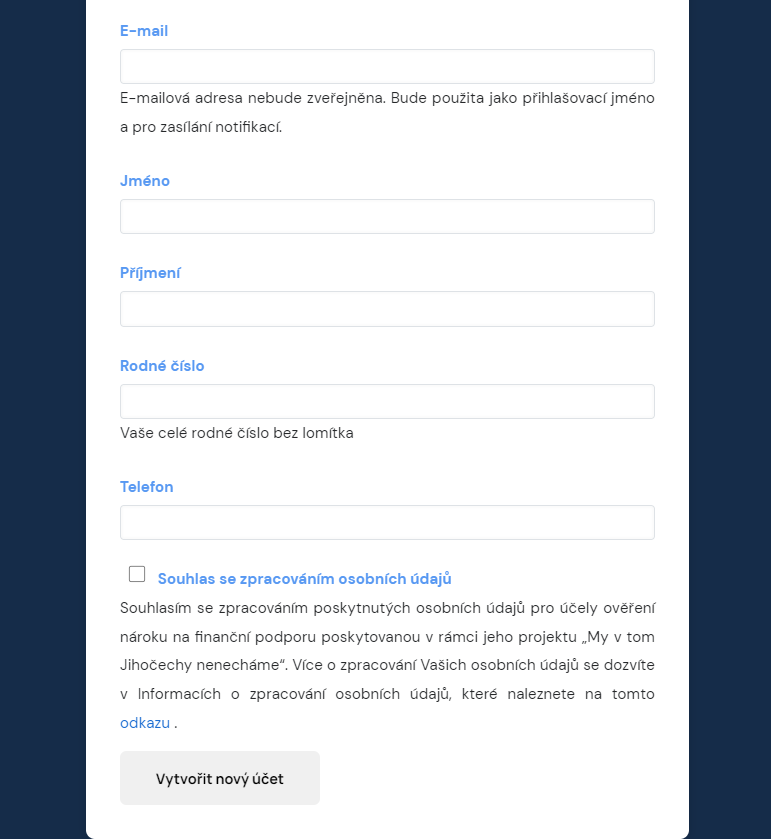 E-mail
E-mailová adresa nebude zveřejněna. Bude použita jako přihlašovací jméno
a pro zasílání notifikací.
Jméno
Příjmení
Rodné číslo
Vaše celé rodné číslo bez lomítka
Telefon
Souhlas se zpracováním osobních údajů
Souhlasím se zpracováním poskytnutých osobních údajů pro účely ověření
nároku na finanční podporu poskytovanou v rámci jeho projektu „My v tom
Jihočechy nenecháme“. Více o zpracování Vašich osobních údajů se dozvíte
v Informacích o zpracování osobních údajů, které naleznete na tomto
odkazu .
Vytvořit nový účet